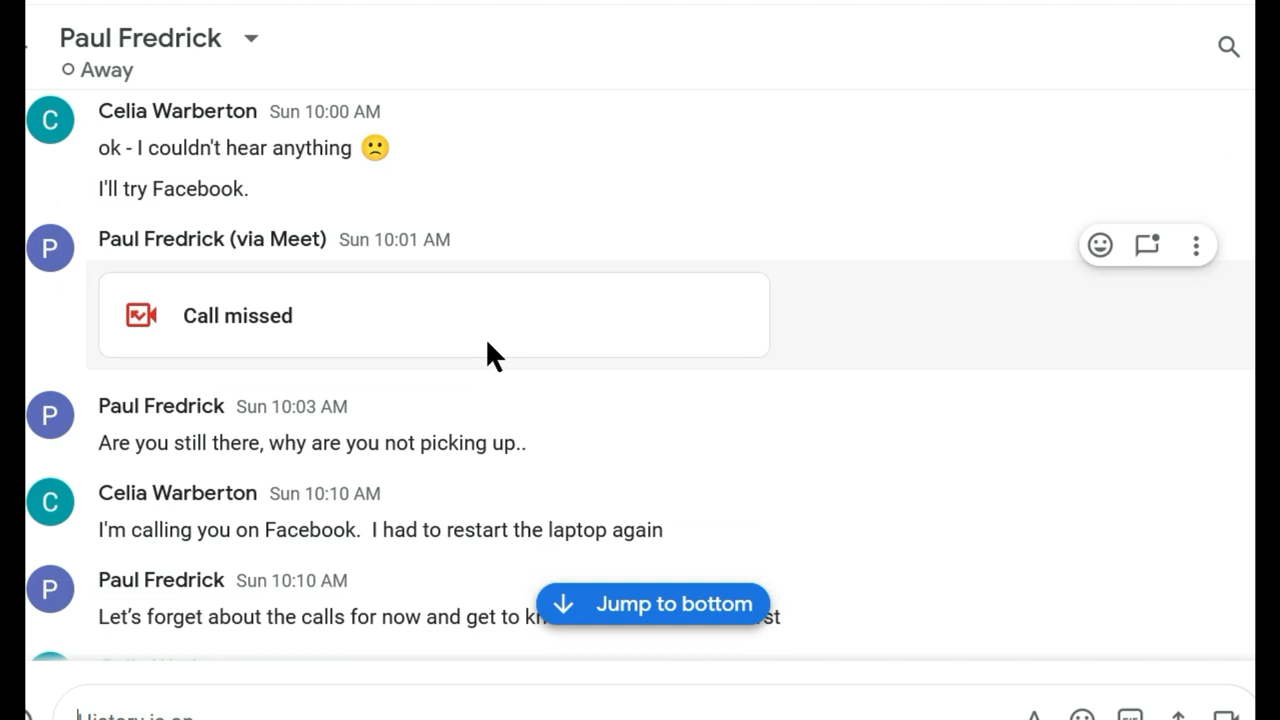 Paul Fredrick
Away
Celia Warberton Sun 10:00 AM
ok - I couldn't hear anything 🙁
I'll try Facebook.
Paul Fredrick (via Meet) Sun 10:01 AM
Call missed
Paul Fredrick Sun 10:03 AM
Are you still there, why are you not picking up..
Celia Warberton Sun 10:10 AM
I'm calling you on Facebook.  I had to restart the laptop again
Paul Fredrick Sun 10:10 AM
Let’s forget about the calls for now and get to
Jump to bottom
History is on